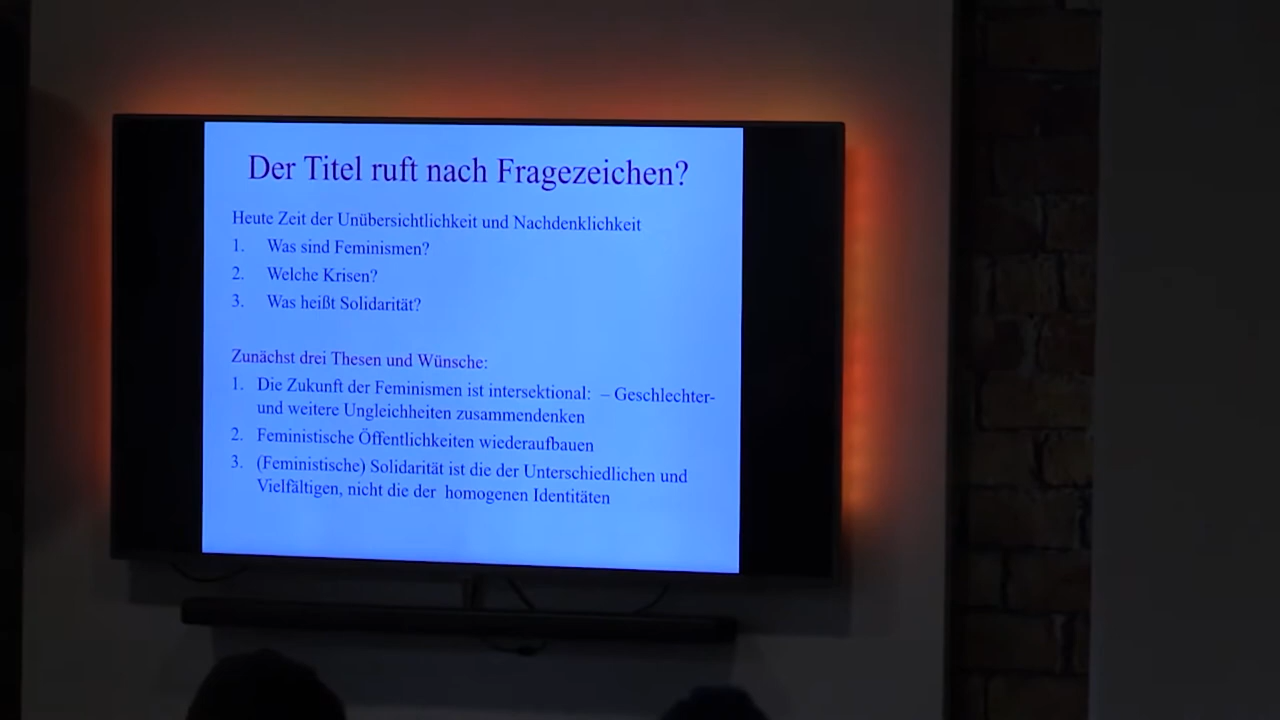 Der Titel ruft nach Fragezeichen?
Heute Zeit der Unübersichtlichkeit und Nachdenklichkeit
1. Was sind Feminismen?
2. Welche Krisen?
3. Was heißt Solidarität?
Zunächst drei Thesen und Wünsche:
1. Die Zukunft der Feminismen ist intersektional: – Geschlechter-
und weitere Ungleichheiten zusammendenken
2. Feministische Öffentlichkeiten wiederaufbauen
3. (Feministische) Solidarität ist die der Unterschiedlichen und
Vielfältigen, nicht die der homogenen Identitäten